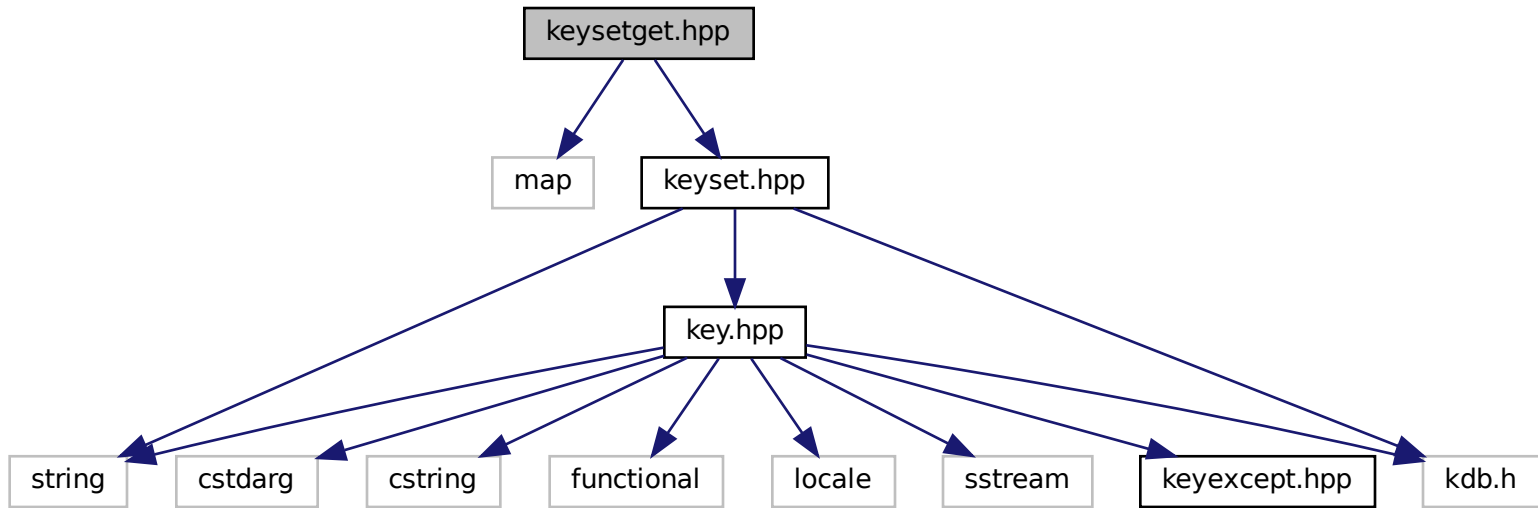 keysetget.hpp
map
keyset.hpp
key.hpp
string
cstdarg
cstring
functional
locale
sstream
keyexcept.hpp
kdb.h